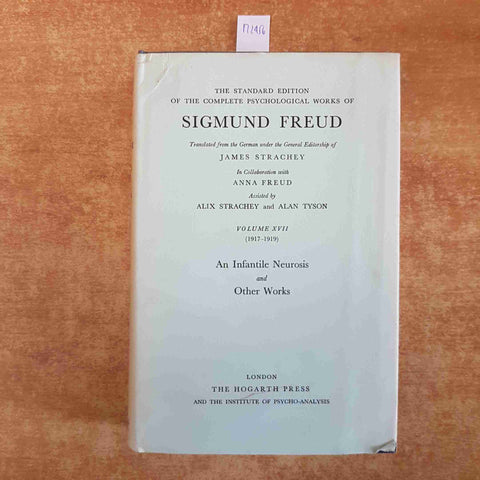 THE STANDARD EDITION
OF THE COMPLETE PSYCHOLOGICAL WORKS OF
SIGMUND FREUD
Translated from the German under the General Editorship of
JAMES STRACHEY
In Collaboration with
ANNA FREUD
Assisted by
ALIX STRACHEY and ALAN TYSON
VOLUME XVII
(1917–1919)
An Infantile Neurosis
and
Other Works
LONDON
THE HOGARTH PRESS
AND THE INSTITUTE OF PSYCHO-ANALYSIS